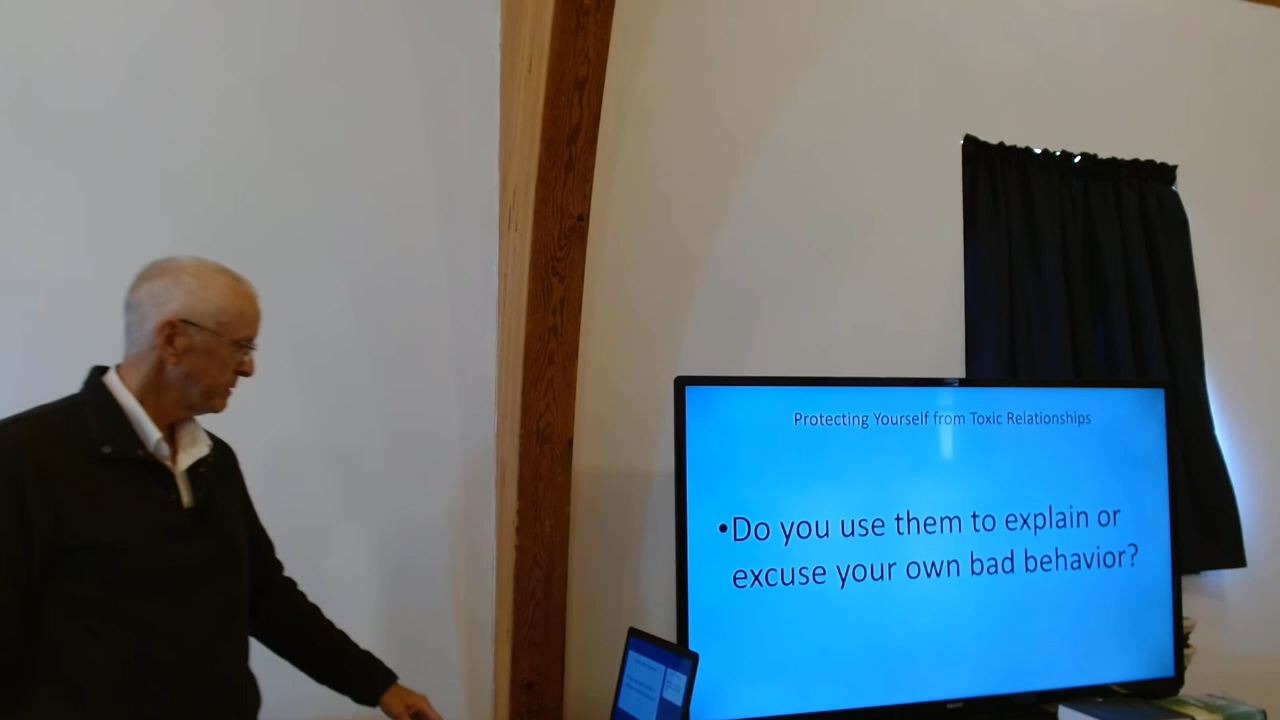 Protecting Yourself from Toxic Relationships
•Do you use them to explain or
excuse your own bad behavior?